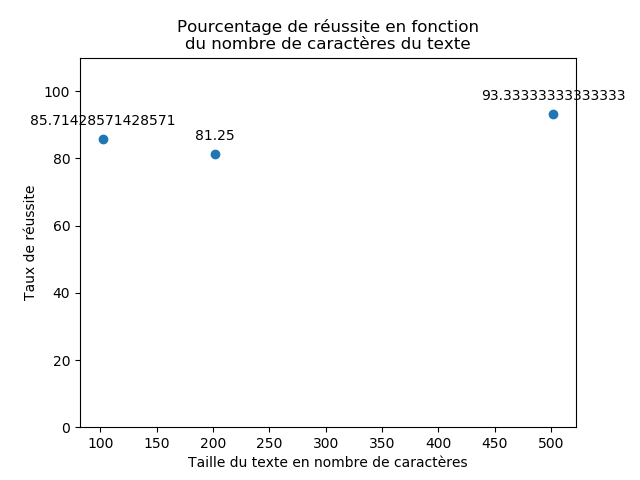 Pourcentage de réussite en fonction
du nombre de caractères du texte
93.33333333333333
85.71428571428571
81.25
100
80
60
40
20
0
Taux de réussite
100 150 200 250 300 350 400 450 500
Taille du texte en nombre de caractères